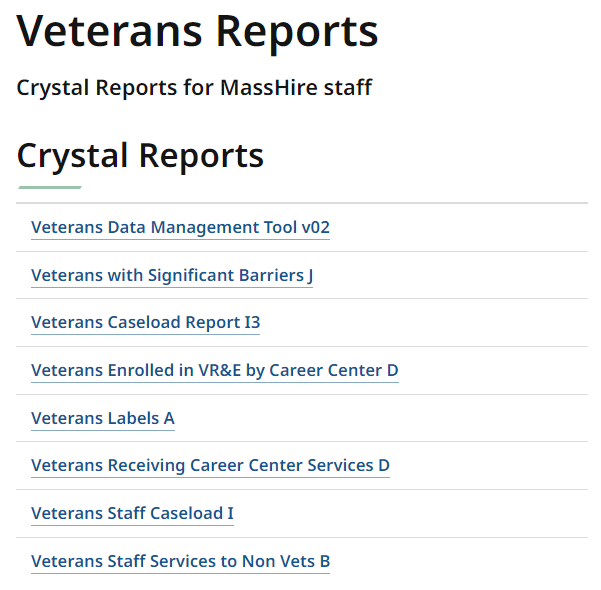 Veterans Reports
Crystal Reports for MassHire staff
Crystal Reports
Veterans Data Management Tool v02
Veterans with Significant Barriers J
Veterans Caseload Report I3
Veterans Enrolled in VR&E by Career Center D
Veterans Labels A
Veterans Receiving Career Center Services D
Veterans Staff Caseload I
Veterans Staff Services to Non Vets B